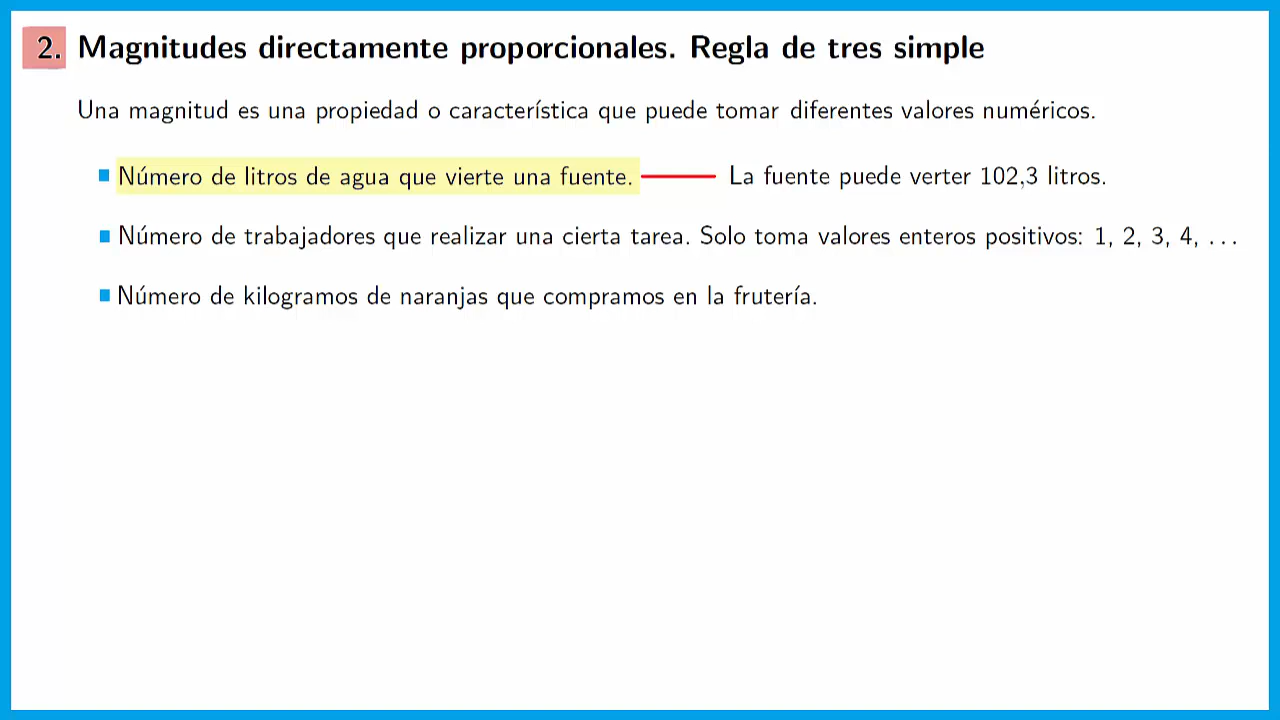 2. Magnitudes directamente proporcionales. Regla de tres simple
Una magnitud es una propiedad o característica que puede tomar diferentes valores numéricos.
Número de litros de agua que vierte una fuente. La fuente puede verter 102,3 litros.
Número de trabajadores que realizar una cierta tarea. Solo toma valores enteros positivos: 1, 2, 3, 4, ...
Número de kilogramos de naranjas que compramos en la frutería.